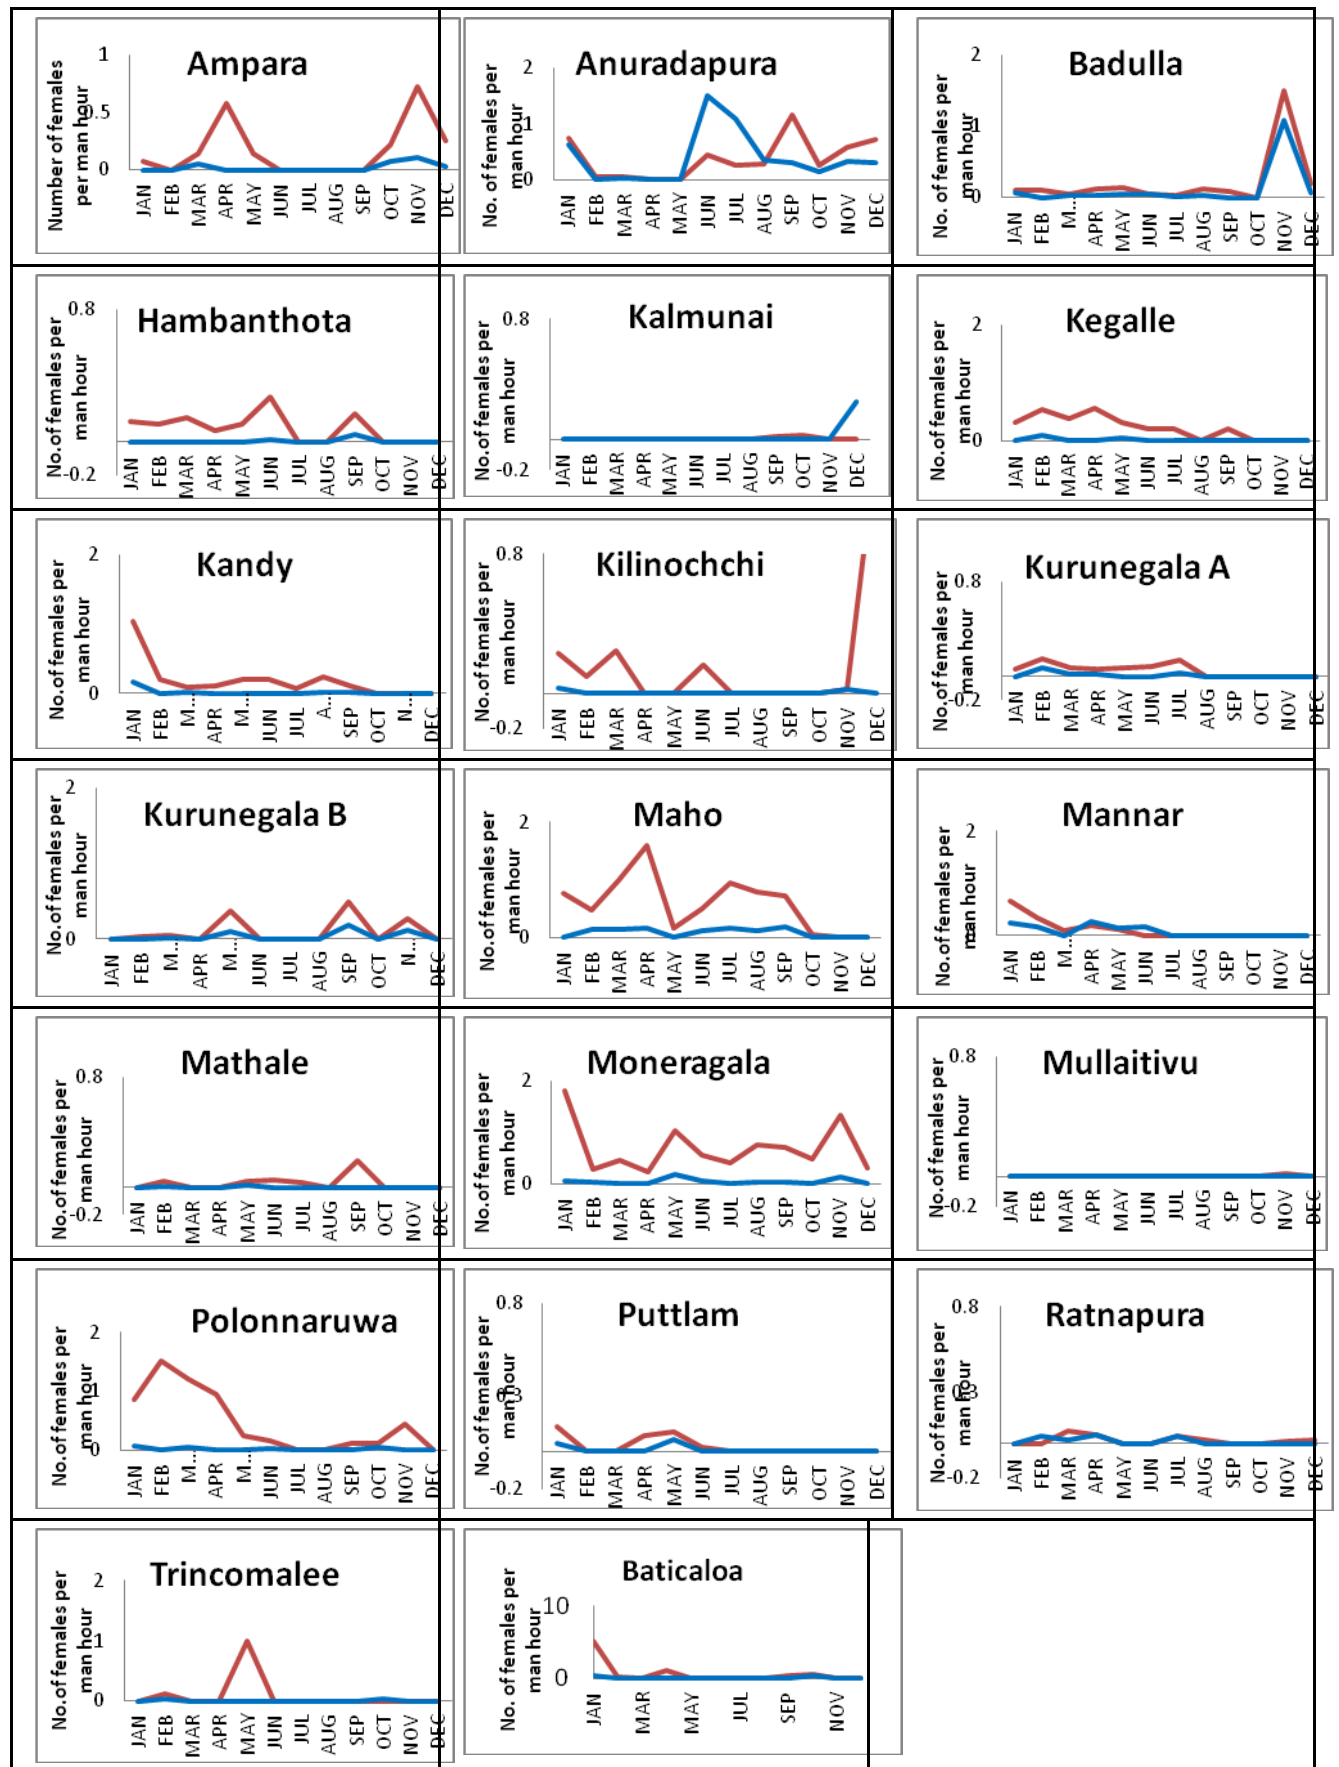 Ampara
Number of females
per man hour
1
0.5
0
JAN FEB MAR APR MAY JUN JUL AUG SEP OCT NOV DEC
Anuradapura
No. of females per
man hour
2
1
0
JAN FEB MAR APR MAY JUN JUL AUG SEP OCT NOV DEC
Badulla
No. of females per
man hour
2
1
0
JAN FEB M... APR MAY JUN JUL AUG SEP OCT NOV DEC
Hambanthota
No.of females per
man hour
0.8
-0.2
JAN FEB MAR APR MAY JUN JUL AUG SEP OCT NOV DEC
Kalmunai
No.of females per
man hour
0.8
-0.2
JAN FEB MAR APR MAY JUN JUL AUG SEP OCT NOV DEC
Kegalle
No.of females per
man hour
2
0
JAN FEB MAR APR MAY JUN JUL AUG SEP OCT NOV DEC
Kandy
No.of females per
man hour
2
0
JAN FEB M... APR M... JUN JUL A... SEP OCT N... DEC
Kilinochchi
No.of females per
man hour
0.8
-0.2
JAN FEB MAR APR MAY JUN JUL AUG SEP OCT NOV DEC
Kurunegala A
No.of females per
man hour
0.8
-0.2
JAN FEB MAR APR MAY JUN JUL AUG SEP OCT NOV DEC
Kurunegala B
No.of females per
man hour
2
0
JAN FEB M... APR M... JUN JUL AUG SEP OCT N... DEC
Maho
No.of females per
man hour
2
0
JAN FEB MAR APR MAY JUN JUL AUG SEP OCT NOV DEC
Mannar
No.of females per
man hour
2
JAN FEB M... APR MAY JUN JUL AUG SEP OCT NOV DEC
Mathale
No.of females per
man hour
0.8
-0.2
JAN FEB MAR APR MAY JUN JUL AUG SEP OCT NOV DEC
Moneragala
No.of females per
man hour
2
0
JAN FEB MAR APR MAY JUN JUL AUG SEP OCT NOV DEC
Mullaitivu
No.of females per
man hour
0.8
-0.2
JAN FEB MAR APR MAY JUN JUL AUG SEP OCT NOV DEC
Polonnaruwa
No.of females per
man hour
2
1
0
JAN FEB M... APR M... JUN JUL AUG SEP OCT NOV DEC
Puttlam
No.of females per
man hour
0.8
0.3
-0.2
JAN FEB MAR APR MAY JUN JUL AUG SEP OCT NOV DEC
Ratnapura
No.of females per
man hour
0.8
0.3
-0.2
JAN FEB MAR APR MAY JUN JUL AUG SEP OCT NOV DEC
Trincomalee
No.of females per
man hour
2
1
0
JAN FEB MAR APR MAY JUN JUL AUG SEP OCT NOV DEC
Baticaloa
No. of females per
man hour
10
0
JAN MAR MAY JUL SEP NOV